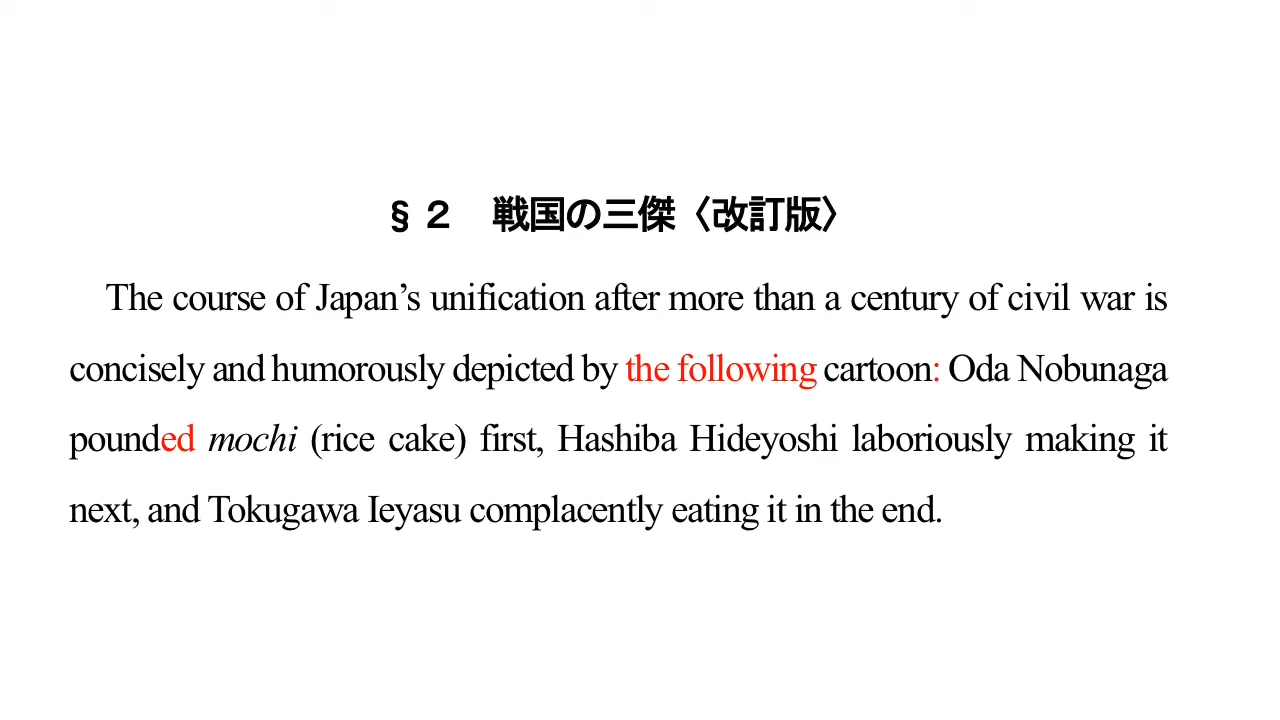 §２　戦国の三傑〈改訂版〉
The course of Japan’s unification after more than a century of civil war is
concisely and humorously depicted by the following cartoon: Oda Nobunaga
pounded mochi (rice cake) first, Hashiba Hideyoshi laboriously making it
next, and Tokugawa Ieyasu complacently eating it in the end.